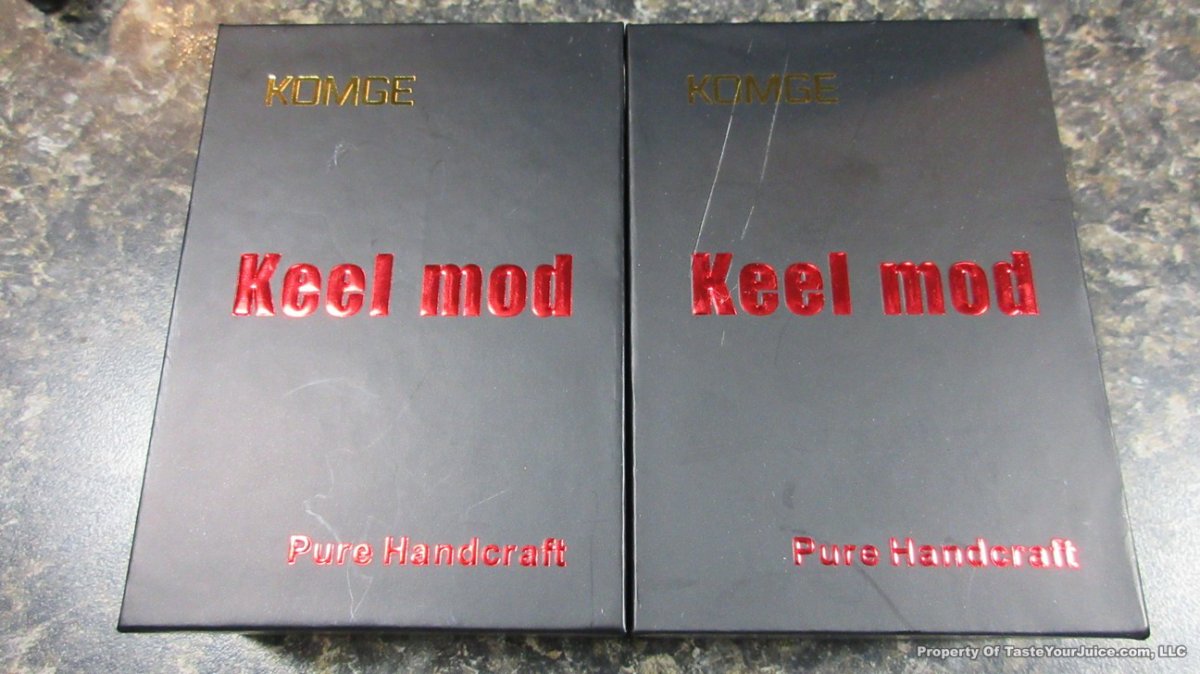 KOMGE
Keel mod
Pure Handcraft
KOMGE
Keel mod
Pure Handcraft
Property Of TasteYourJuice.com, LLC